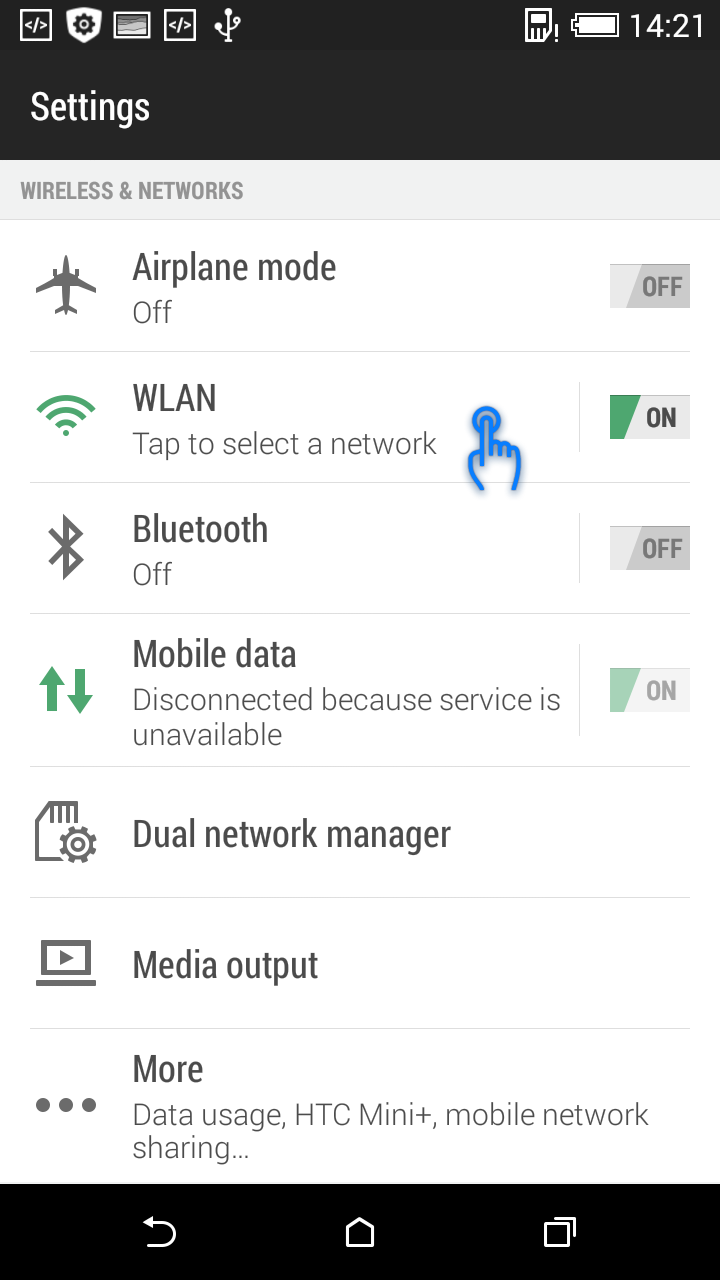 14:21
Settings
WIRELESS & NETWORKS
Airplane mode
Off
OFF
WLAN
Tap to select a network
ON
Bluetooth
Off
OFF
Mobile data
Disconnected because service is
unavailable
ON
Dual network manager
Media output
More
Data usage, HTC Mini+, mobile network
sharing...